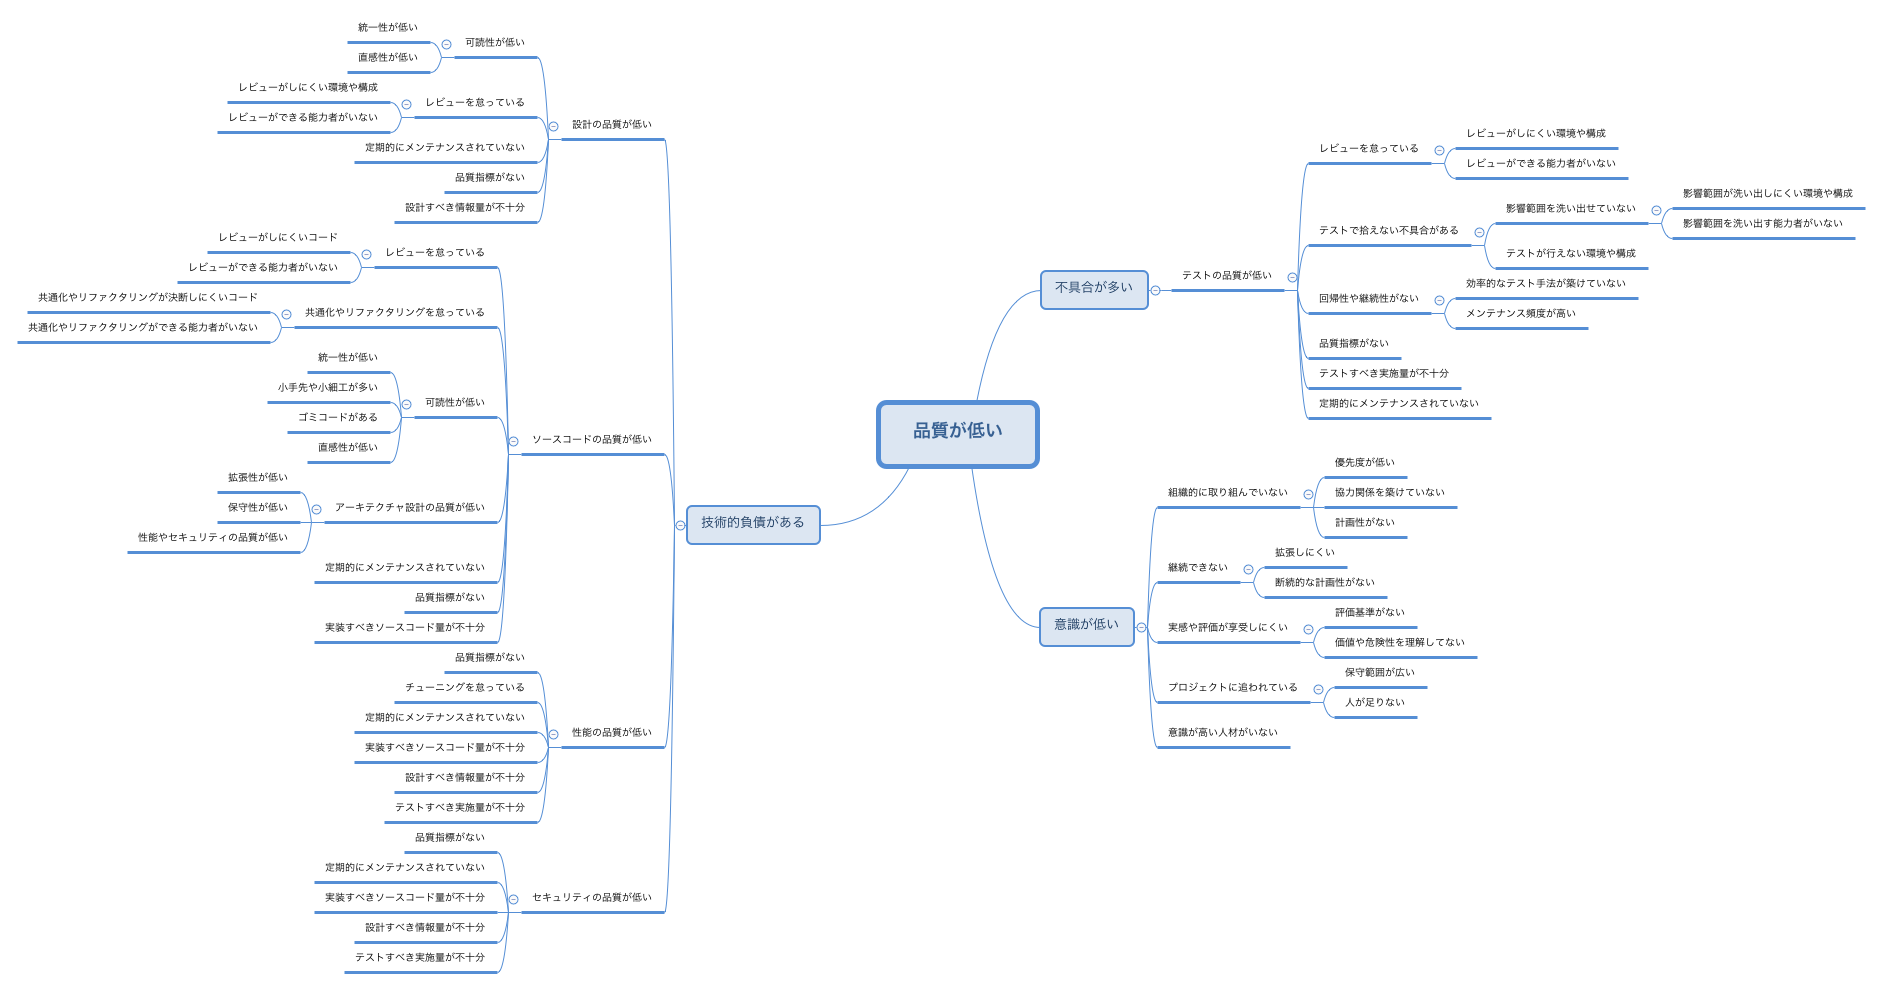 品質が低い
不具合が多い
テストの品質が低い
レビューを怠っている
レビューがしにくい環境や構成
レビューができる能力者がいない
テストで拾えない不具合がある
影響範囲を洗い出せていない
影響範囲が洗い出しにくい環境や構成
影響範囲を洗い出す能力者がいない
テストが行えない環境や構成
回帰性や継続性がない
効率的なテスト手法が築けていない
メンテナンス頻度が高い
品質指標がない
テストすべき実施量が不十分
定期的にメンテナンスされていない
意識が低い
組織的に取り組んでいない
優先度が低い
協力関係を築けていない
計画性がない
継続できない
拡張しにくい
断続的な計画性がない
実感や評価が享受しにくい
評価基準がない
価値や危険性を理解してない
プロジェクトに追われている
保守範囲が広い
人が足りない
意識が高い人材がいない
技術的負債がある
設計の品質が低い
可読性が低い
統一性が低い
直感性が低い
レビューを怠っている
レビューがしにくい環境や構成
レビューができる能力者がいない
定期的にメンテナンスされていない
品質指標がない
設計すべき情報量が不十分
ソースコードの品質が低い
レビューを怠っている
レビューがしにくいコード
レビューができる能力者がいない
共通化やリファクタリングを怠っている
共通化やリファクタリングが決断しにくいコード
共通化やリファクタリングができる能力者がいない
可読性が低い
統一性が低い
小手先や小細工が多い
ゴミコードがある
直感性が低い
アーキテクチャ設計の品質が低い
拡張性が低い
保守性が低い
性能やセキュリティの品質が低い
定期的にメンテナンスされていない
品質指標がない
実装すべきソースコード量が不十分
性能の品質が低い
品質指標がない
チューニングを怠っている
定期的にメンテナンスされていない
実装すべきソースコード量が不十分
設計すべき情報量が不十分
テストすべき実施量が不十分
セキュリティの品質が低い
品質指標がない
定期的にメンテナンスされていない
実装すべきソースコード量が不十分
設計すべき情報量が不十分
テストすべき実施量が不十分